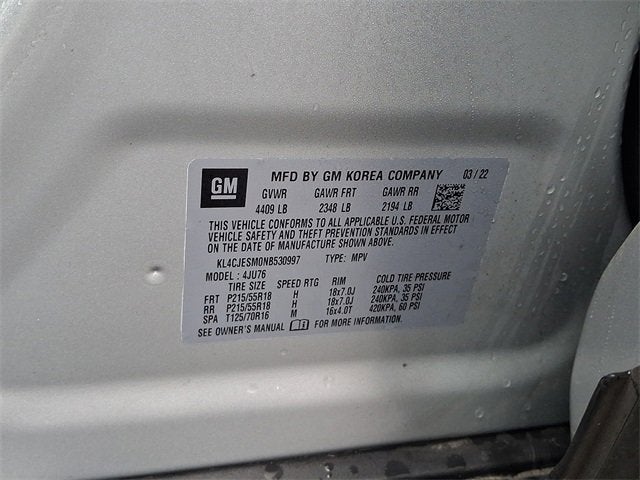 GM
MFD BY GM KOREA COMPANY 03/22
GVWR GAWR FRT GAWR RR
4409 LB 2348 LB 2194 LB
THIS VEHICLE CONFORMS TO ALL APPLICABLE U.S. FEDERAL MOTOR
VEHICLE SAFETY AND THEFT PREVENTION STANDARDS IN EFFECT
ON THE DATE OF MANUFACTURE SHOWN ABOVE.
KL4CJESM0NB530997 TYPE: MPV
MODEL: 4JU76
TIRE SIZE SPEED RTG RIM COLD TIRE PRESSURE
FRT P215/55R18 H 18x7.0J 240KPA, 35 PSI
RR P215/55R18 H 18x7.0J 240KPA, 35 PSI
SPA T125/70R16 M 16x4.0T 420KPA, 60 PSI
SEE OWNER'S MANUAL FOR MORE INFORMATION.